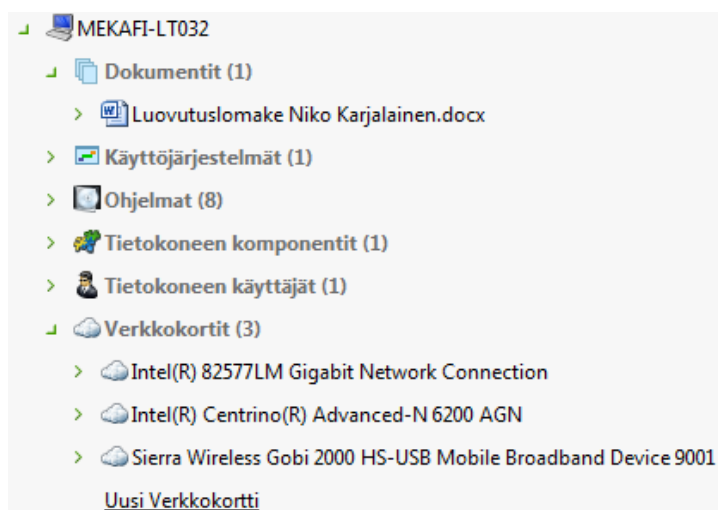 MEKAFI-LT032
Dokumentit (1)
Luovutuslomake Niko Karjalainen.docx
Käyttöjärjestelmät (1)
Ohjelmat (8)
Tietokoneen komponentit (1)
Tietokoneen käyttäjät (1)
Verkkokortit (3)
Intel(R) 82577LM Gigabit Network Connection
Intel(R) Centrino(R) Advanced-N 6200 AGN
Sierra Wireless Gobi 2000 HS-USB Mobile Broadband Device 9001
Uusi Verkkokortti